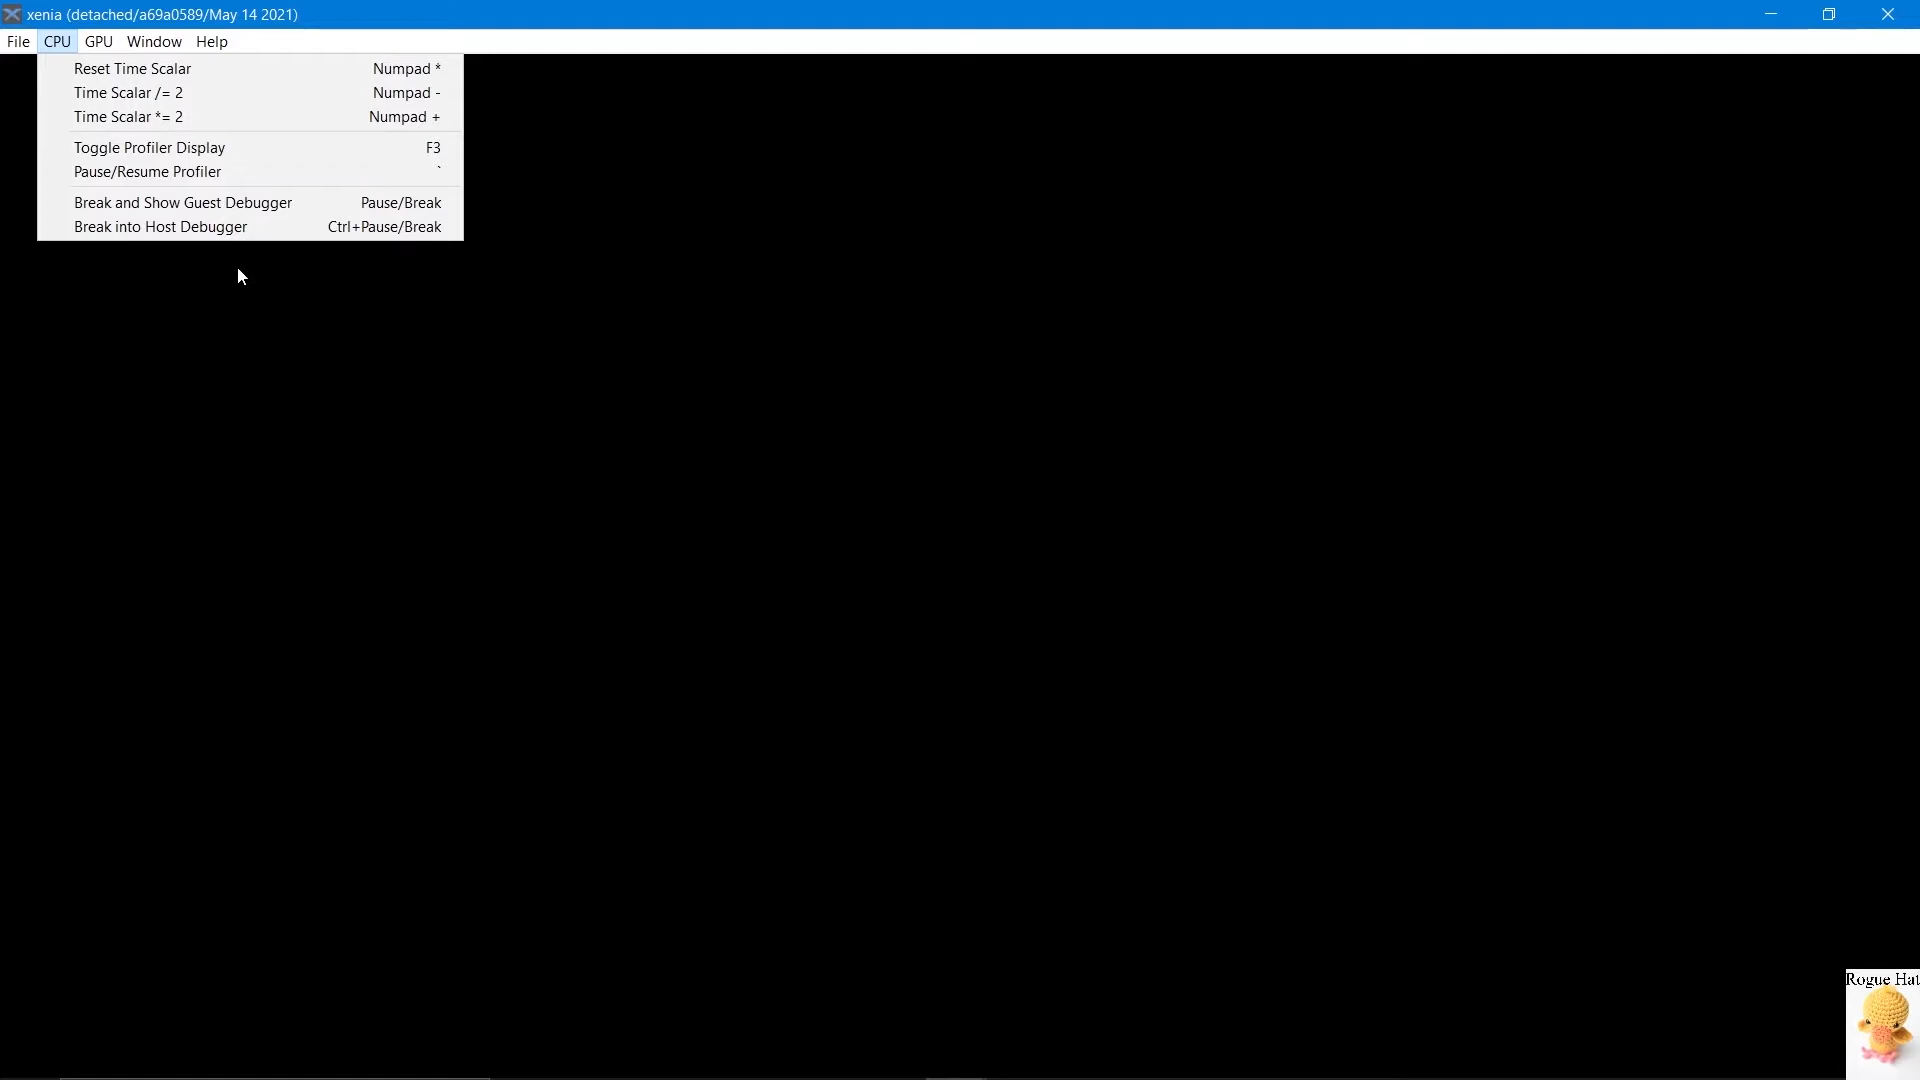 xenia (detached/a69a0589/May 14 2021)
File CPU GPU Window Help
Reset Time Scalar Numpad *
Time Scalar /= 2 Numpad -
Time Scalar *= 2 Numpad +
Toggle Profiler Display F3
Pause/Resume Profiler `
Break and Show Guest Debugger Pause/Break
Break into Host Debugger Ctrl+Pause/Break
Rogue Hat